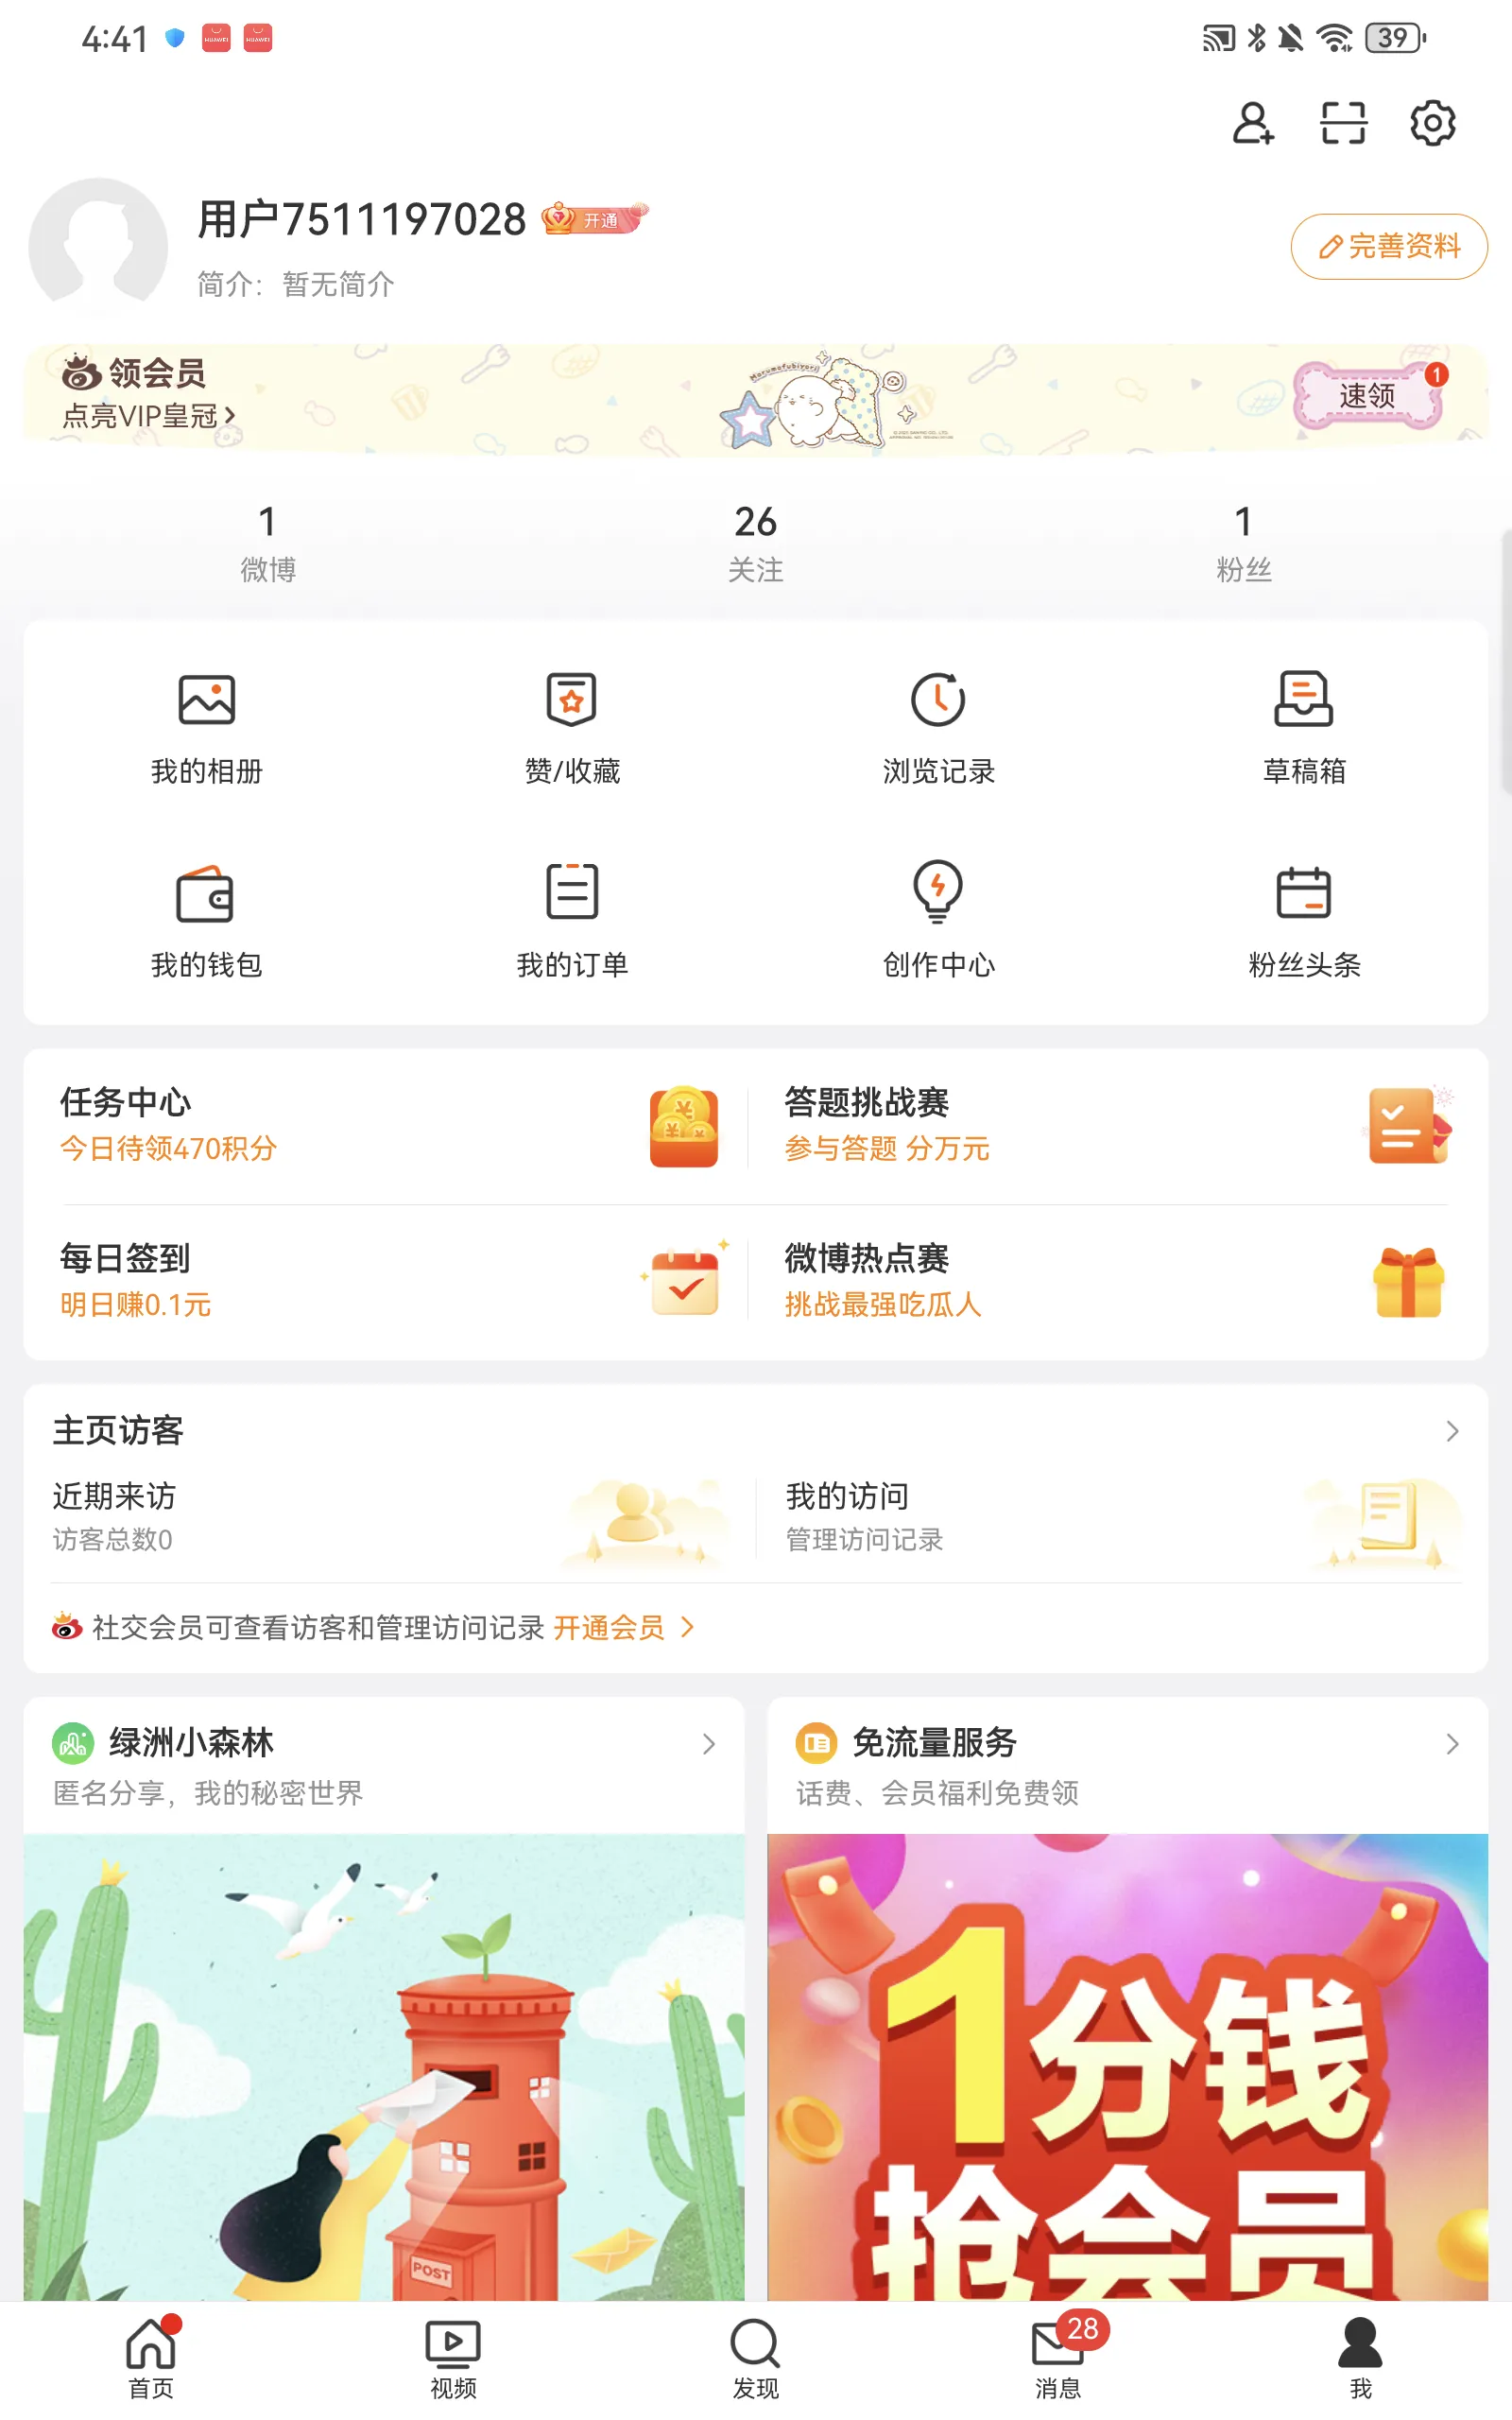 4:41
HUAWEI HUAWEI
39
用户7511197028 开通
简介：暂无简介
完善资料
领会员
点亮VIP皇冠
Marumofubiyori
速领
1
1 26 1
微博 关注 粉丝
我的相册 赞/收藏 浏览记录 草稿箱
我的钱包 我的订单 创作中心 粉丝头条
任务中心
今日待领470积分
答题挑战赛
参与答题 分万元
每日签到
明日赚0.1元
微博热点赛
挑战最强吃瓜人
主页访客
近期来访
访客总数0
我的访问
管理访问记录
社交会员可查看访客和管理访问记录 开通会员
绿洲小森林
匿名分享，我的秘密世界
免流量服务
话费、会员福利免费领
POST
1分钱
抢会员
28
首页 视频 发现 消息 我